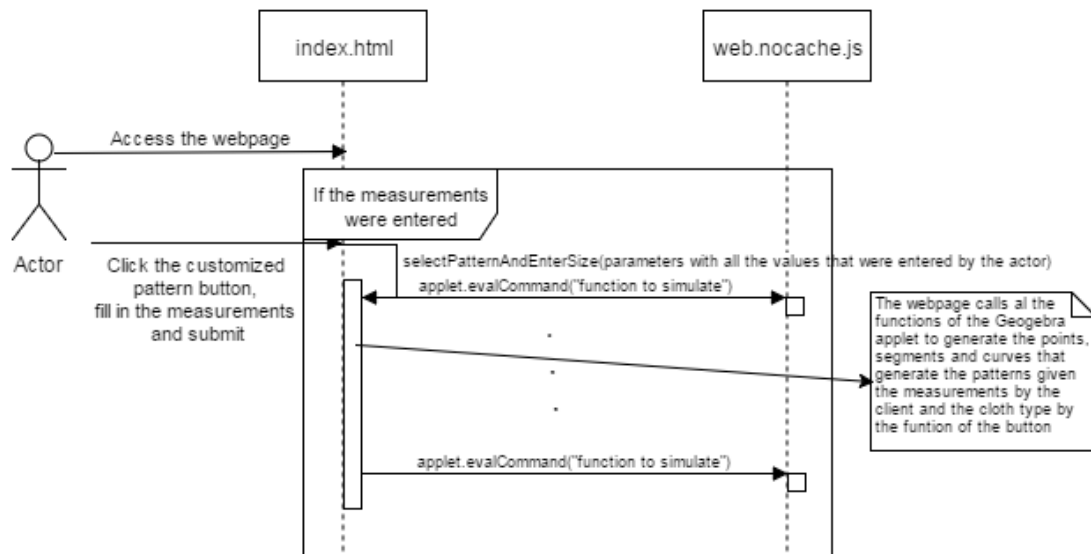 index.html
web.nocache.js
Access the webpage
If the measurements
were entered
Actor
Click the customized
pattern button,
fill in the measurements
and submit
selectPatternAndEnterSize(parameters with all the values that were entered by the actor)
applet.evalCommand("function to simulate")
The webpage calls al the
functions of the Geogebra
applet to generate the points,
segments and curves that
generate the patterns given
the measurements by the
client and the cloth type by
the funtion of the button
applet.evalCommand("function to simulate")